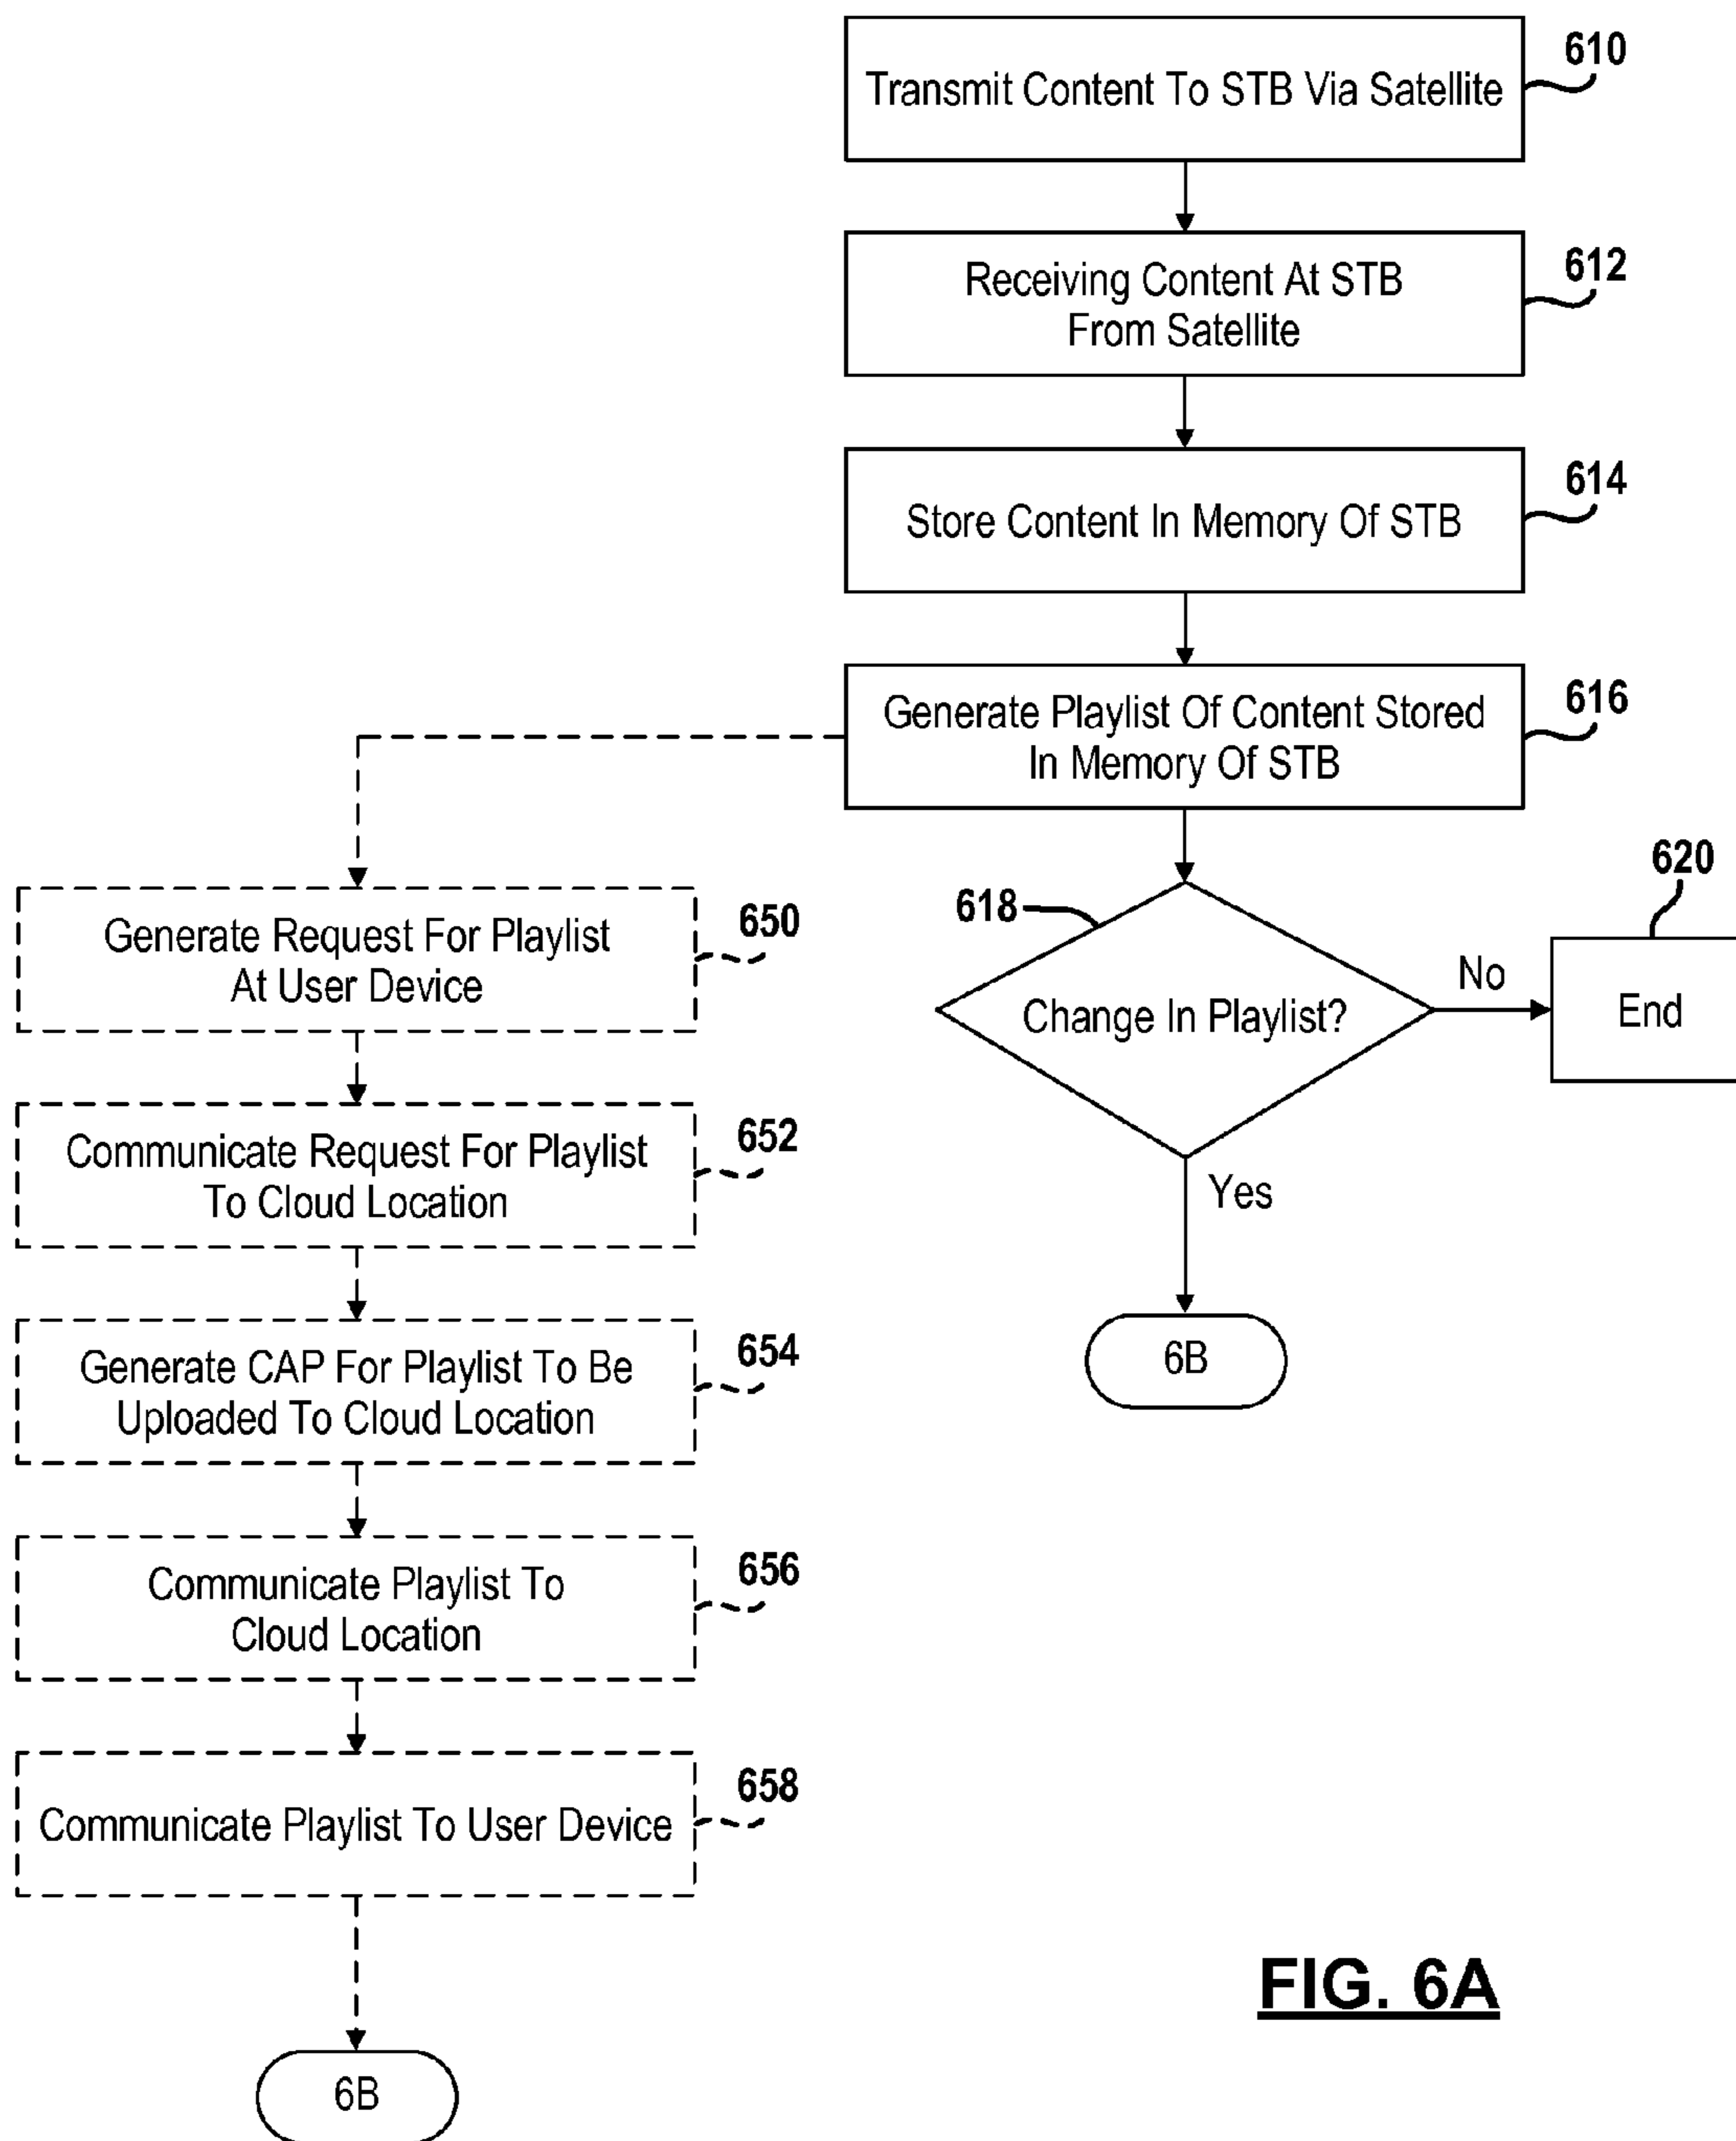 Transmit Content To STB Via Satellite
610
Receiving Content At STB
From Satellite
612
Store Content In Memory Of STB
614
Generate Playlist Of Content Stored
In Memory Of STB
616
618
Change In Playlist?
No
620
End
Yes
6B
Generate Request For Playlist
At User Device
650
Communicate Request For Playlist
To Cloud Location
652
Generate CAP For Playlist To Be
Uploaded To Cloud Location
654
Communicate Playlist To
Cloud Location
656
Communicate Playlist To User Device
658
6B
FIG. 6A